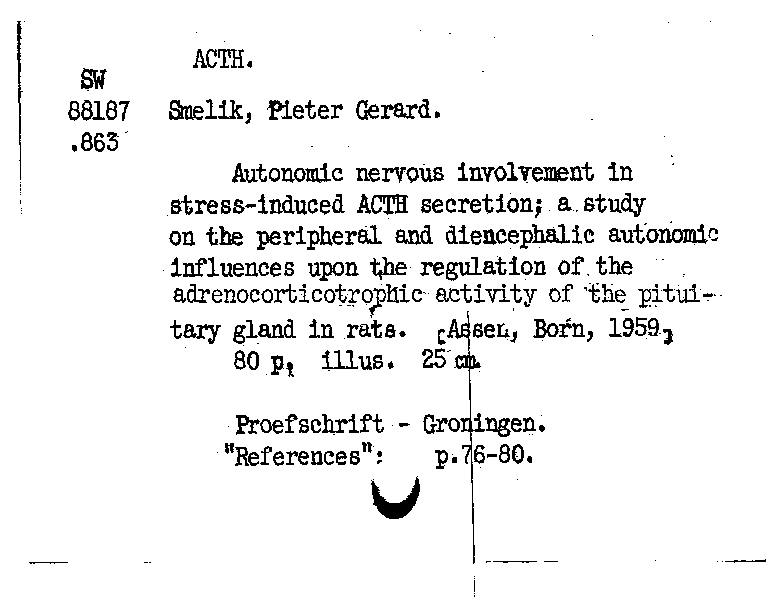 ACTH.
SW
88187 Smelik, Pieter Gerard.
.863
Autonomic nervous involvement in
stress-induced ACTH secretion; a study
on the peripheral and diencephalic autonomic
influences upon the regulation of the
adrenocorticotrophic activity of the pitui-
tary gland in rats. [Assen, Born, 1959]
80 p. illus. 25 cm.
Proefschrift - Groningen.
"References": p.76-80.